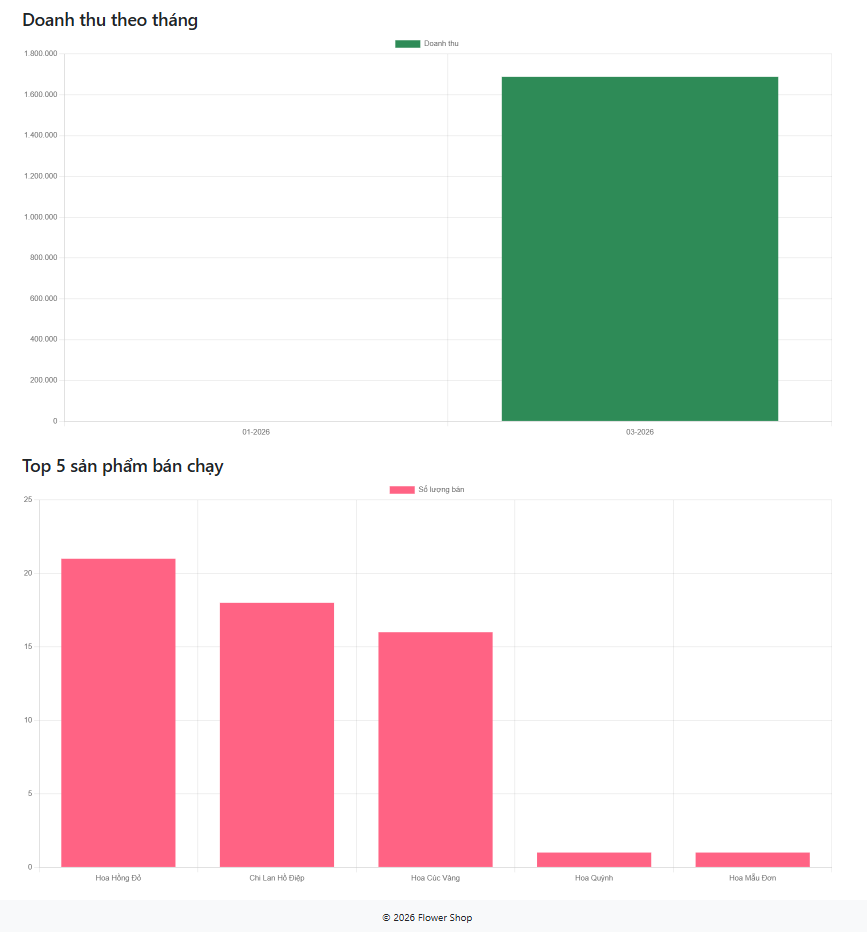 Doanh thu theo tháng
Doanh thu
1.800.000
1.600.000
1.400.000
1.200.000
1.000.000
800.000
600.000
400.000
200.000
0
01-2026 03-2026
Top 5 sản phẩm bán chạy
Số lượng bán
25
20
15
10
5
0
Hoa Hồng Đỏ Chi Lan Hồ Điệp Hoa Cúc Vàng Hoa Quỳnh Hoa Mẫu Đơn
© 2026 Flower Shop